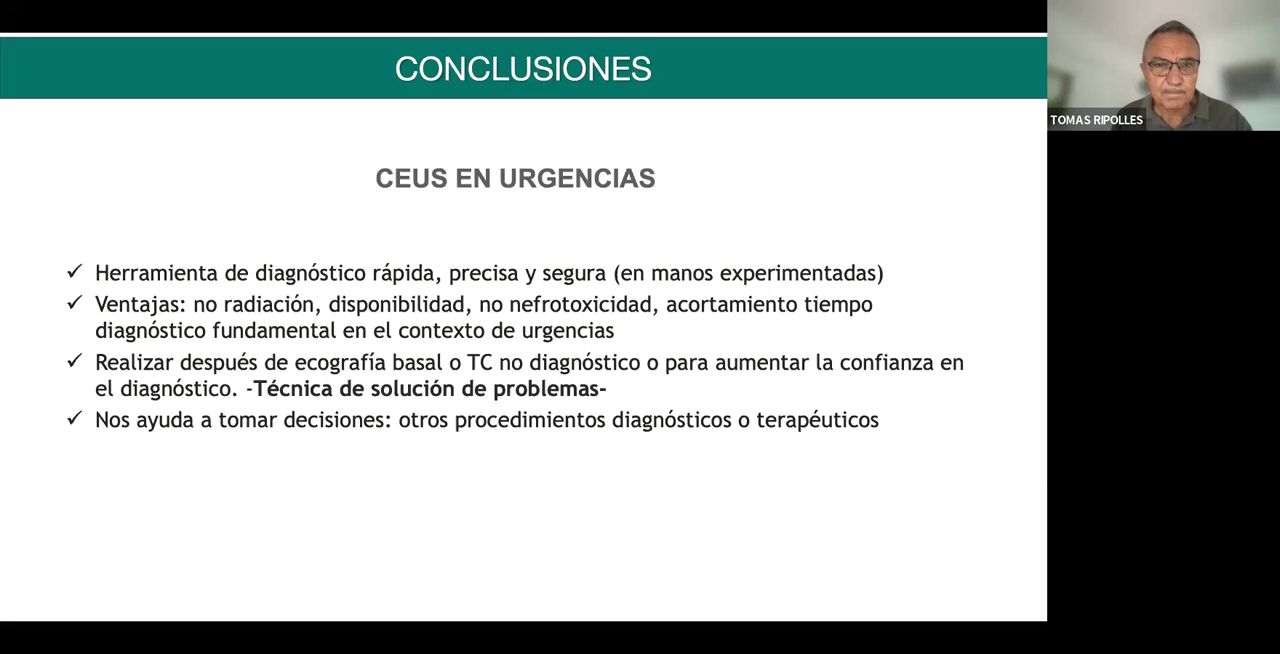 CONCLUSIONES
TOMAS RIPOLLES
CEUS EN URGENCIAS
✓ Herramienta de diagnóstico rápida, precisa y segura (en manos experimentadas)
✓ Ventajas: no radiación, disponibilidad, no nefrotoxicidad, acortamiento tiempo
diagnóstico fundamental en el contexto de urgencias
✓ Realizar después de ecografía basal o TC no diagnóstico o para aumentar la confianza en
el diagnóstico. -Técnica de solución de problemas-
✓ Nos ayuda a tomar decisiones: otros procedimientos diagnósticos o terapéuticos